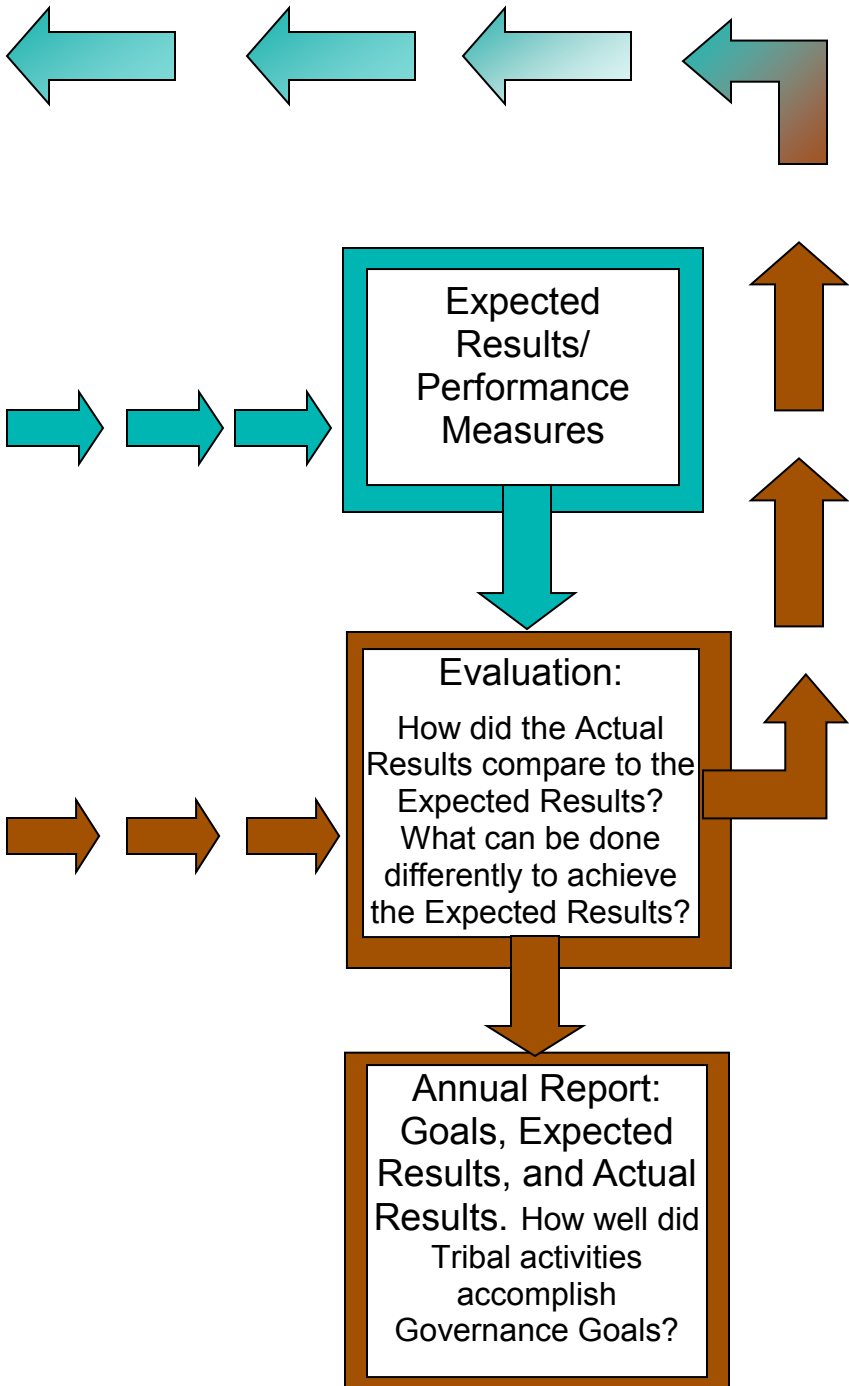 Expected
Results/
Performance
Measures
Evaluation:
How did the Actual
Results compare to the
Expected Results?
What can be done
differently to achieve
the Expected Results?
Annual Report:
Goals, Expected
Results, and Actual
Results. How well did
Tribal activities
accomplish
Governance Goals?